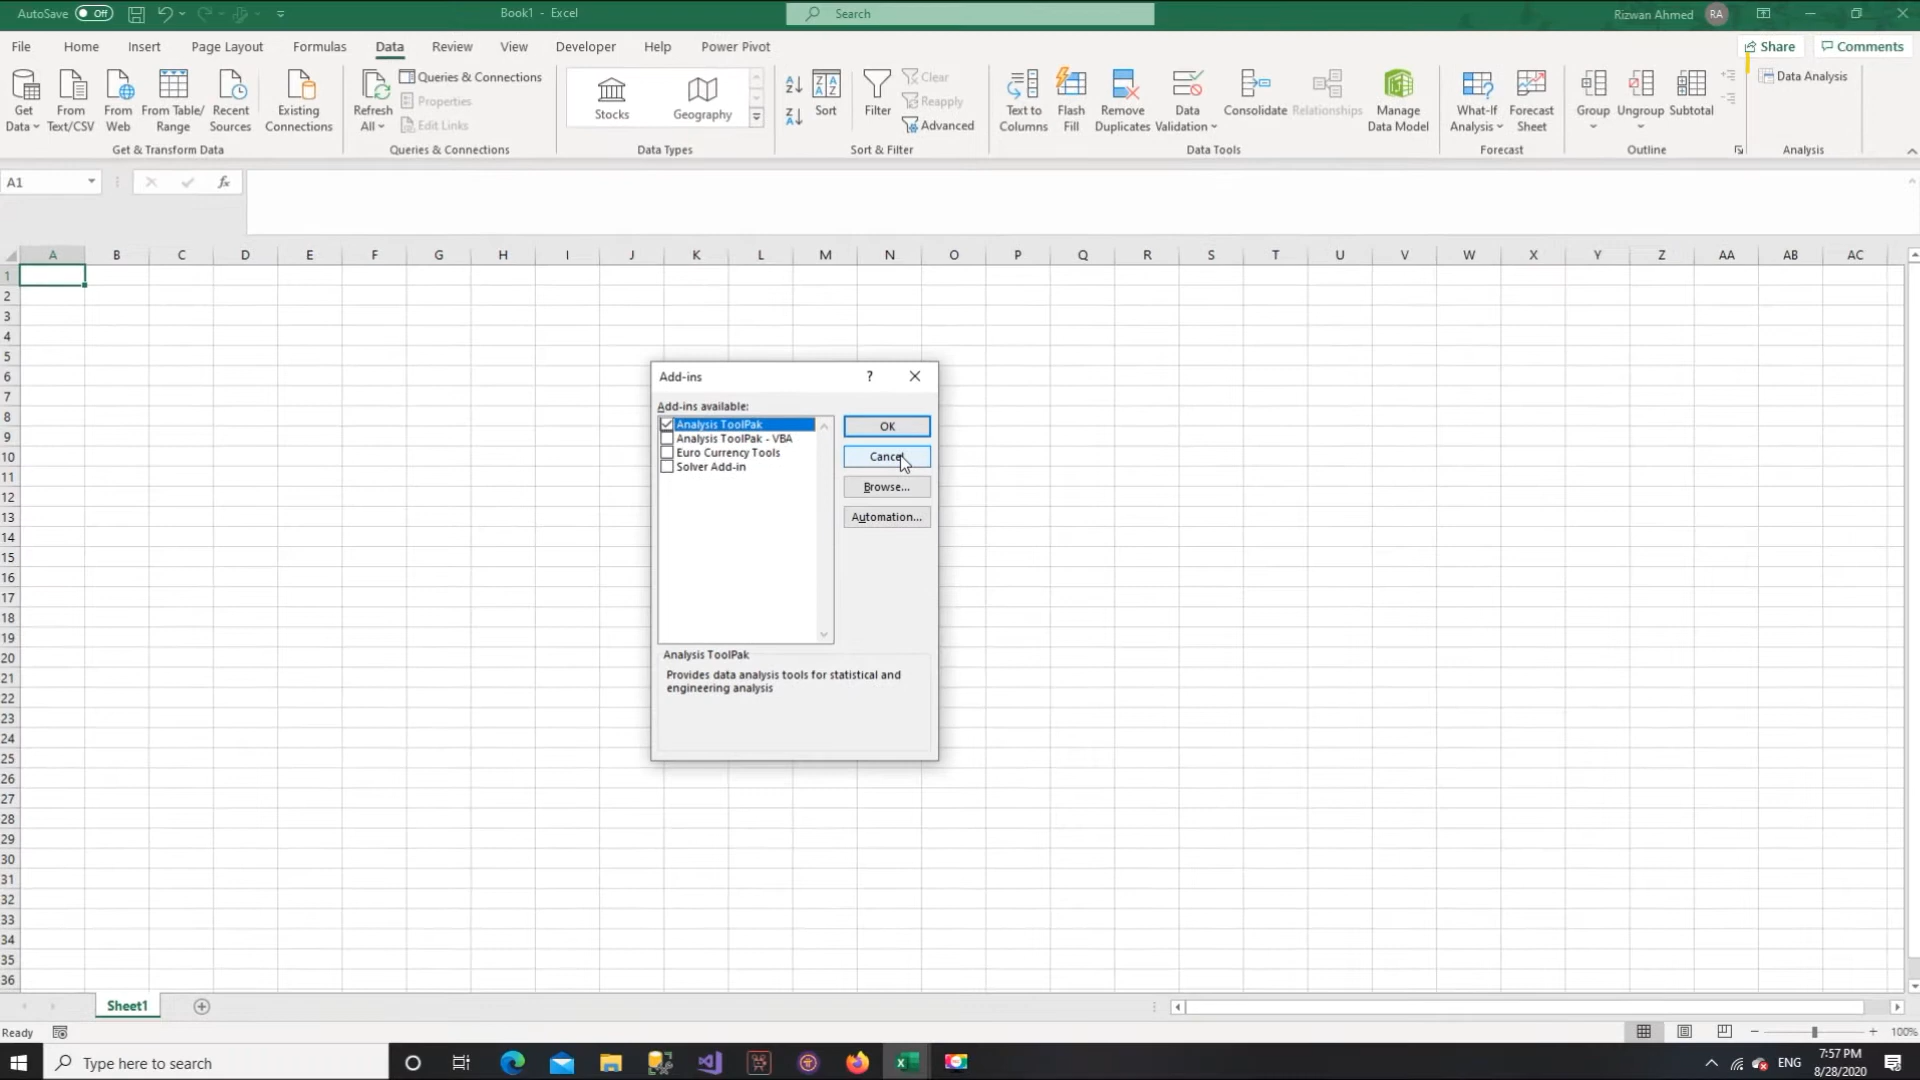 AutoSave Off Book1 - Excel Search Rizwan Ahmed RA
File Home Insert Page Layout Formulas Data Review View Developer Help Power Pivot Share Comments
Get Data
From Text/CSV
From Web
From Table/ Range
Recent Sources
Existing Connections
Get & Transform Data
Refresh All
Queries & Connections
Properties
Edit Links
Queries & Connections
Stocks
Geography
Data Types
Sort
Filter
Clear
Reapply
Advanced
Sort & Filter
Text to Columns
Flash Fill
Remove Duplicates
Data Validation
Consolidate
Relationships
Manage Data Model
Data Tools
What-If Analysis
Forecast Sheet
Forecast
Group
Ungroup
Subtotal
Outline
Data Analysis
Analysis
A1 fx
A B C D E F G H I J K L M N O P Q R S T U V W X Y Z AA AB AC
1
2
3
4
5
6
7
8
9
10
11
12
13
14
15
16
17
18
19
20
21
22
23
24
25
26
27
28
29
30
31
32
33
34
35
36
Add-ins ?
Add-ins available:
Analysis ToolPak
Analysis ToolPak - VBA
Euro Currency Tools
Solver Add-in
OK
Cancel
Browse...
Automation...
Analysis ToolPak
Provides data analysis tools for statistical and
engineering analysis
Sheet1
Ready 100%
Type here to search
ENG
7:57 PM
8/28/2020